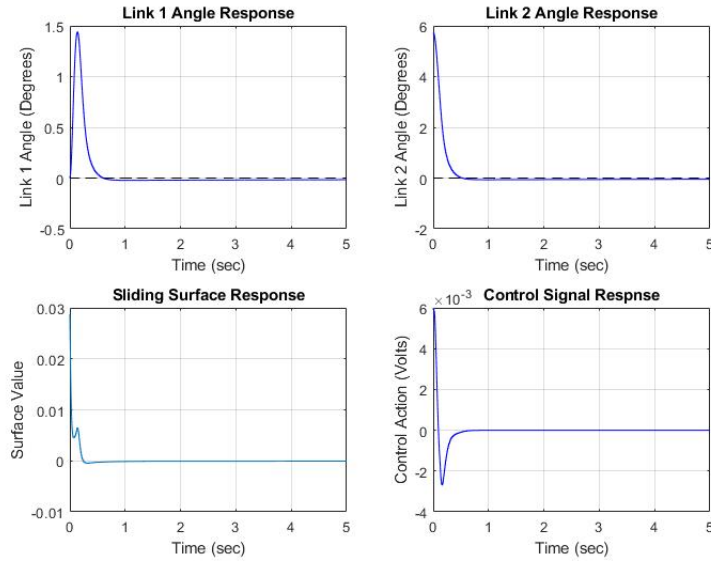 Link 1 Angle Response
1.5
1
0.5
0
-0.5
0 1 2 3 4 5
Link 1 Angle (Degrees)
Time (sec)
Link 2 Angle Response
6
4
2
0
-2
0 1 2 3 4 5
Link 2 Angle (Degrees)
Time (sec)
Sliding Surface Response
0.03
0.02
0.01
0
-0.01
0 1 2 3 4 5
Surface Value
Time (sec)
Control Signal Respnse
× 10-3
6
4
2
0
-2
-4
0 1 2 3 4 5
Control Action (Volts)
Time (sec)